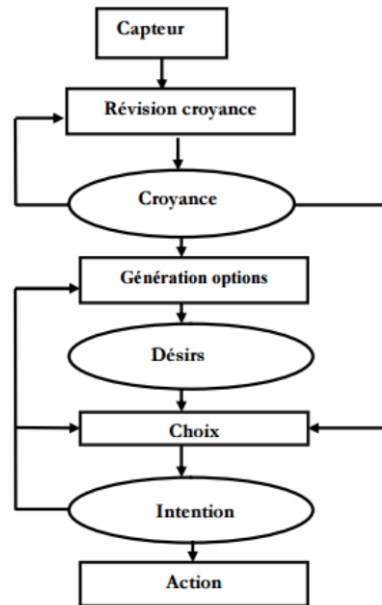 Capteur
Révision croyance
Croyance
Génération options
Désirs
Choix
Intention
Action